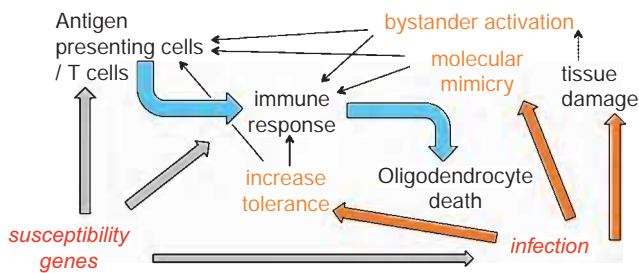 bystander activation
Antigen
presenting cells
/ T cells
molecular
mimicry
tissue
damage
immune
response
increase
tolerance
Oligodendrocyte
death
susceptibility
genes
infection